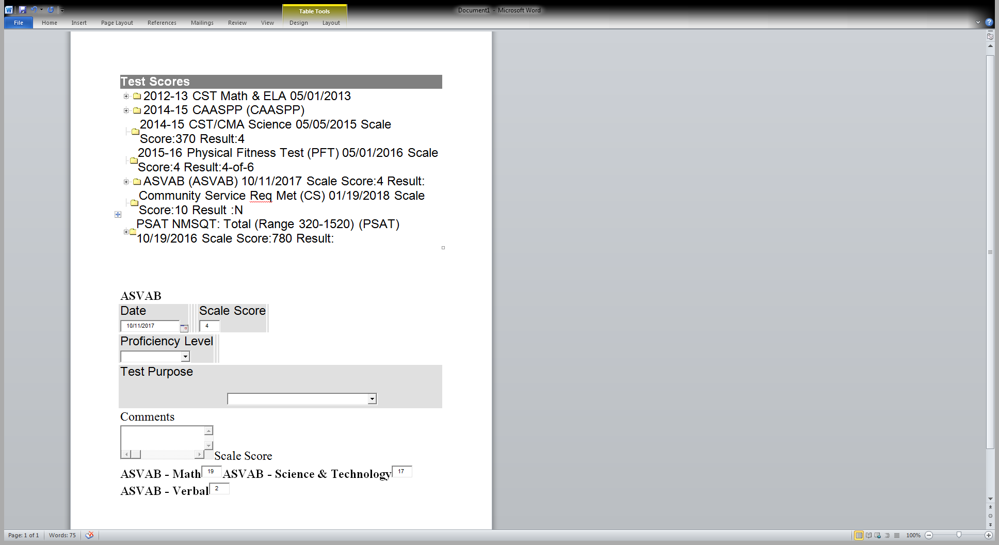 Table Tools
Document1 - Microsoft Word
File
Home
Insert
Page Layout
References
Mailings
Review
View
Design
Layout
Test Scores
2012-13 CST Math & ELA 05/01/2013
2014-15 CAASPP (CAASPP)
2014-15 CST/CMA Science 05/05/2015 Scale
Score:370 Result:4
2015-16 Physical Fitness Test (PFT) 05/01/2016 Scale
Score:4 Result:4-of-6
ASVAB (ASVAB) 10/11/2017 Scale Score:4 Result:
Community Service Req Met (CS) 01/19/2018 Scale
Score:10 Result :N
PSAT NMSQT: Total (Range 320-1520) (PSAT)
10/19/2016 Scale Score:780 Result:
ASVAB
Date
Scale Score
10/11/2017
4
Proficiency Level
Test Purpose
Comments
Scale Score
ASVAB - Math 19 ASVAB - Science & Technology 17
ASVAB - Verbal 2
Page: 1 of 1
Words: 75
100%